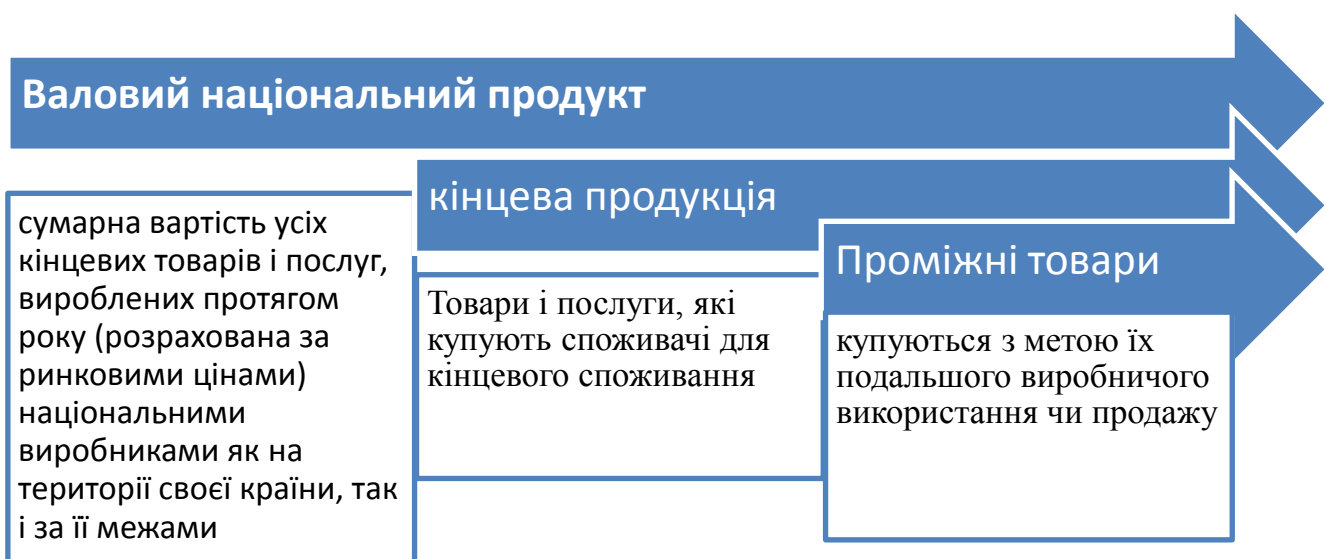 Валовий національний продукт
сумарна вартість усіх
кінцевих товарів і послуг,
вироблених протягом
року (розрахована за
ринковими цінами)
національними
виробниками як на
території своєї країни, так
і за її межами
кінцева продукція
Товари і послуги, які
купують споживачі для
кінцевого споживання
Проміжні товари
купуються з метою їх
подальшого виробничого
використання чи продажу